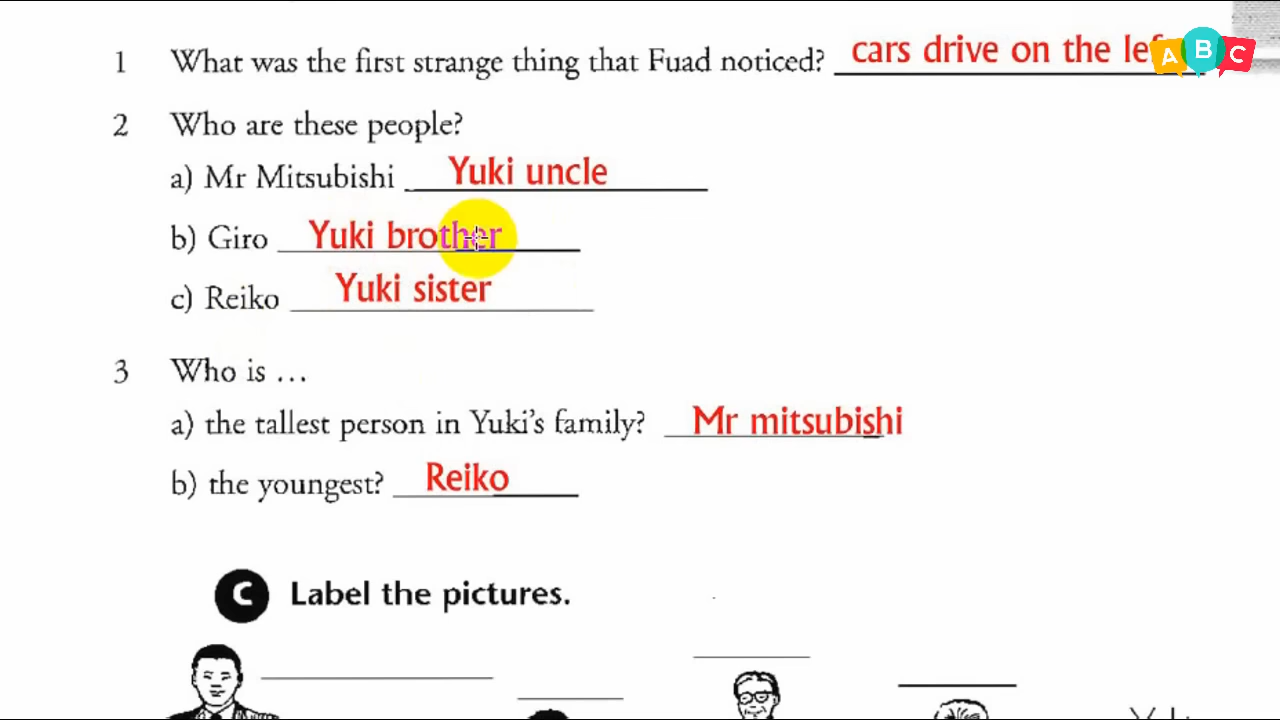 1 What was the first strange thing that Fuad noticed? cars drive on the
A B C
2 Who are these people?
a) Mr Mitsubishi Yuki uncle
b) Giro Yuki brother
c) Reiko Yuki sister
3 Who is ...
a) the tallest person in Yuki's family? Mr mitsubishi
b) the youngest? Reiko
C Label the pictures.